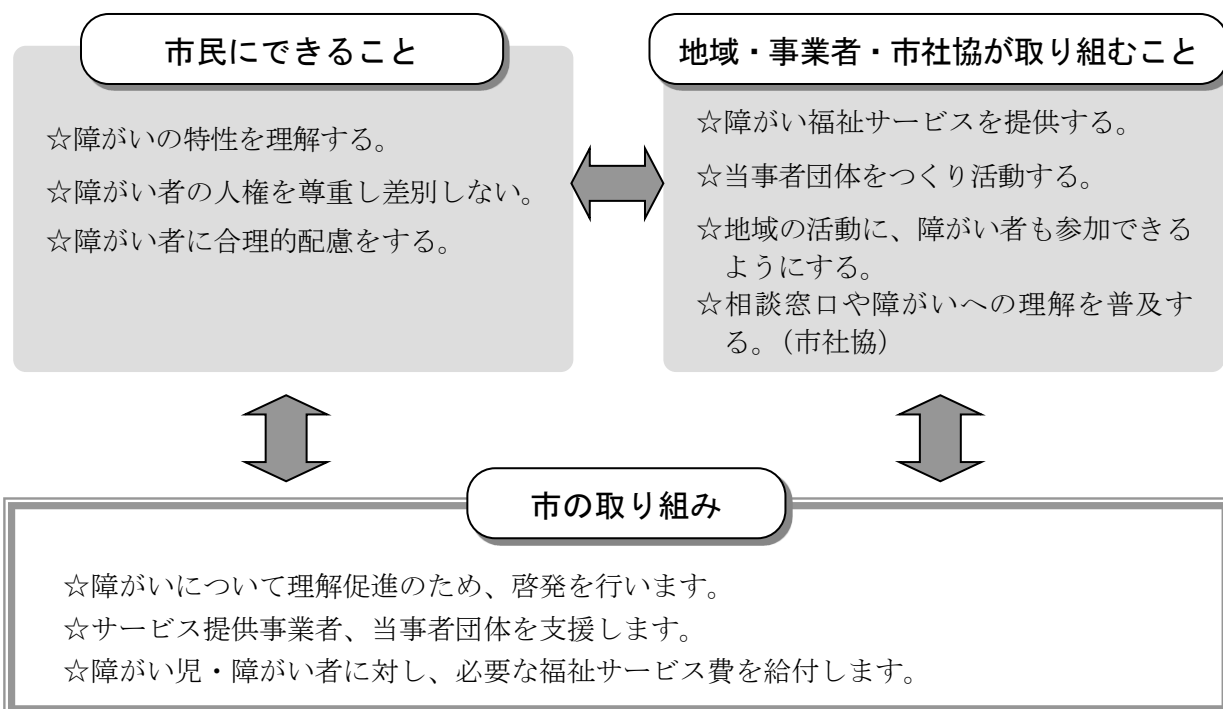 市民にできること
☆障がいの特性を理解する。
☆障がい者の人権を尊重し差別しない。
☆障がい者に合理的配慮をする。
地域・事業者・市社協が取り組むこと
☆障がい福祉サービスを提供する。
☆当事者団体をつくり活動する。
☆地域の活動に、障がい者も参加できる
ようにする。
☆相談窓口や障がいへの理解を普及す
る。（市社協）
市の取り組み
☆障がいについて理解促進のため、啓発を行います。
☆サービス提供事業者、当事者団体を支援します。
☆障がい児・障がい者に対し、必要な福祉サービス費を給付します。